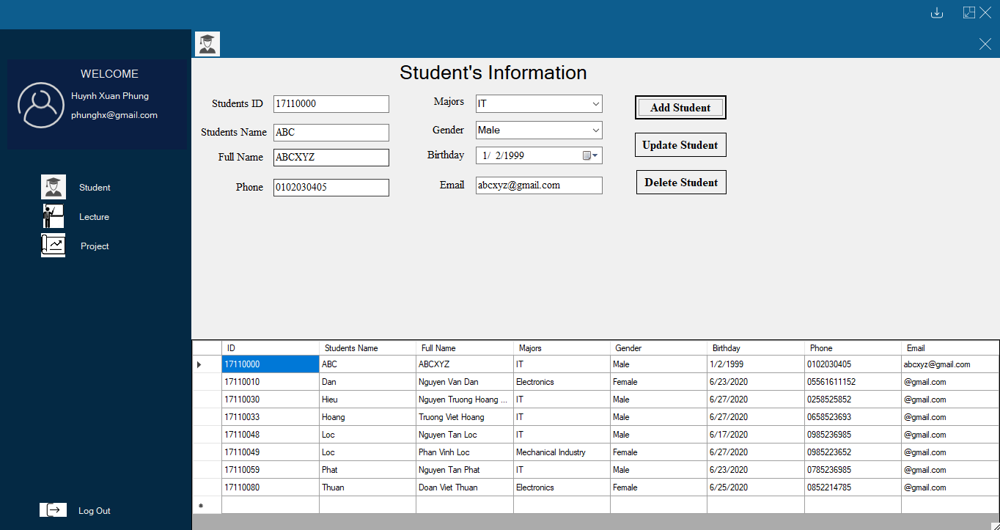 WELCOME
Huynh Xuan Phung
phunghx@gmail.com
Student
Lecture
Project
Log Out
Student's Information
Students ID 17110000 Majors IT Add Student
Students Name ABC Gender Male Update Student
Full Name ABCXYZ Birthday 1/ 2/1999
Phone 0102030405 Email abcxyz@gmail.com Delete Student
ID Students Name Full Name Majors Gender Birthday Phone Email
17110000 ABC ABCXYZ IT Male 1/2/1999 0102030405 abcxyz@gmail.com
17110010 Dan Nguyen Van Dan Electronics Female 6/23/2020 05561611152 @gmail.com
17110030 Hieu Nguyen Truong Hoang ... IT Male 6/27/2020 0258525852 @gmail.com
17110033 Hoang Truong Viet Hoang IT Male 6/27/2020 0658523693 @gmail.com
17110048 Loc Nguyen Tan Loc IT Male 6/17/2020 0985236985 @gmail.com
17110049 Loc Phan Vinh Loc Mechanical Industry Female 6/27/2020 0985223652 @gmail.com
17110059 Phat Nguyen Tan Phat IT Male 6/23/2020 0785236985 @gmail.com
17110080 Thuan Doan Viet Thuan Electronics Female 6/25/2020 0852214785 @gmail.com